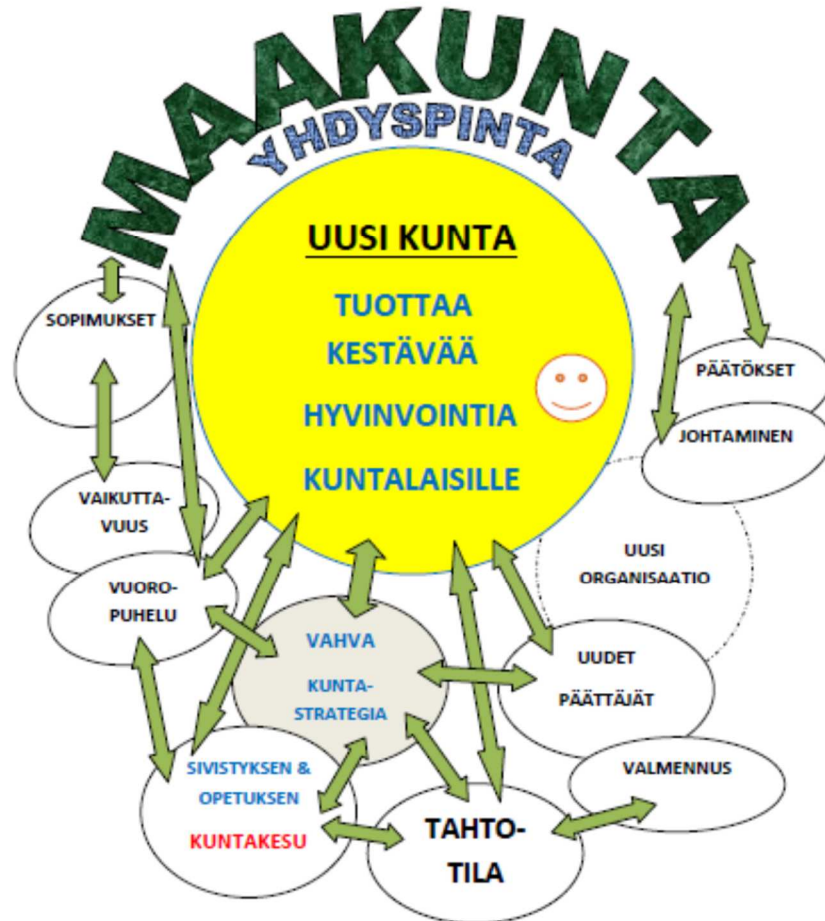 MAAKUNTA
YHDYSPINTA
UUSI KUNTA
TUOTTAA
KESTÄVÄÄ
HYVINVOINTIA
KUNTALAISILLE
SOPIMUKSET
PÄÄTÖKSET
JOHTAMINEN
VAIKUTTA-
VUUS
UUSI
ORGANISAATIO
VUORO-
PUHELU
VAHVA
KUNTA-
STRATEGIA
UUDET
PÄÄTTÄJÄT
SIVISTYKSEN &
OPETUKSEN
KUNTAKESU
TAHTO-
TILA
VALMENNUS